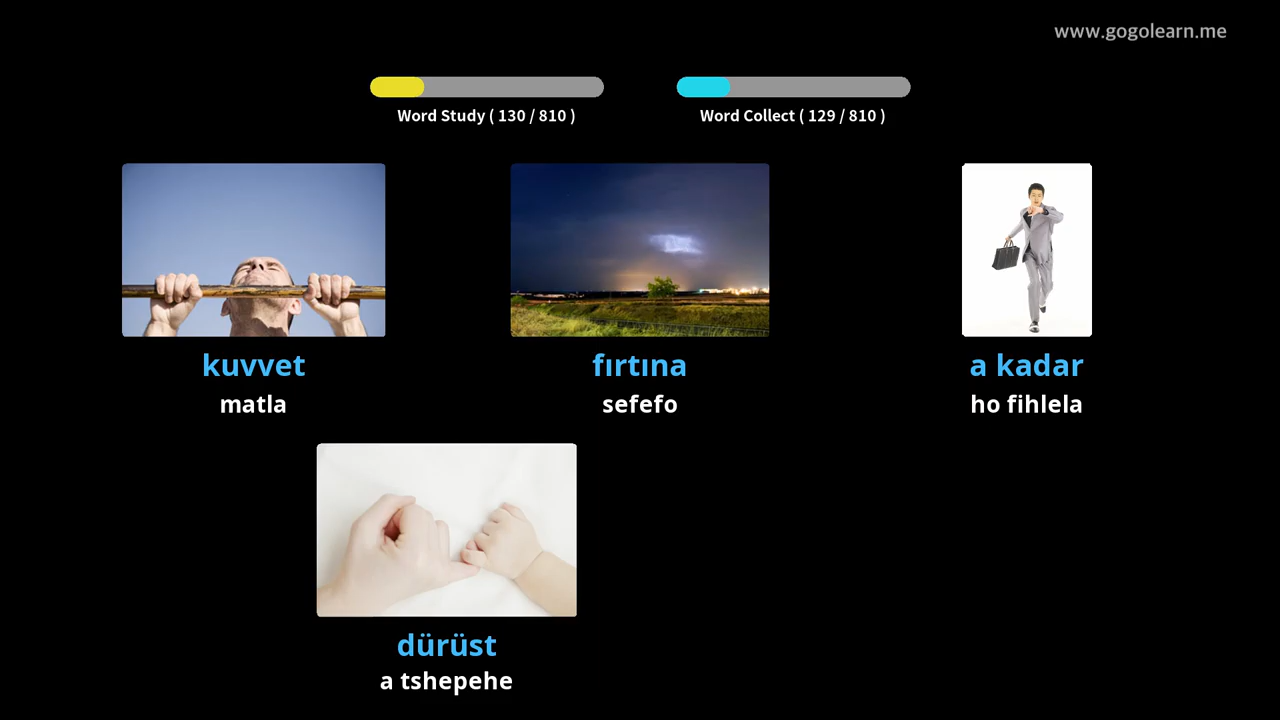 www.gogolearn.me
Word Study ( 130 / 810 )
Word Collect ( 129 / 810 )
kuvvet
matla
fırtına
sefefo
a kadar
ho fihlela
dürüst
a tshepehe